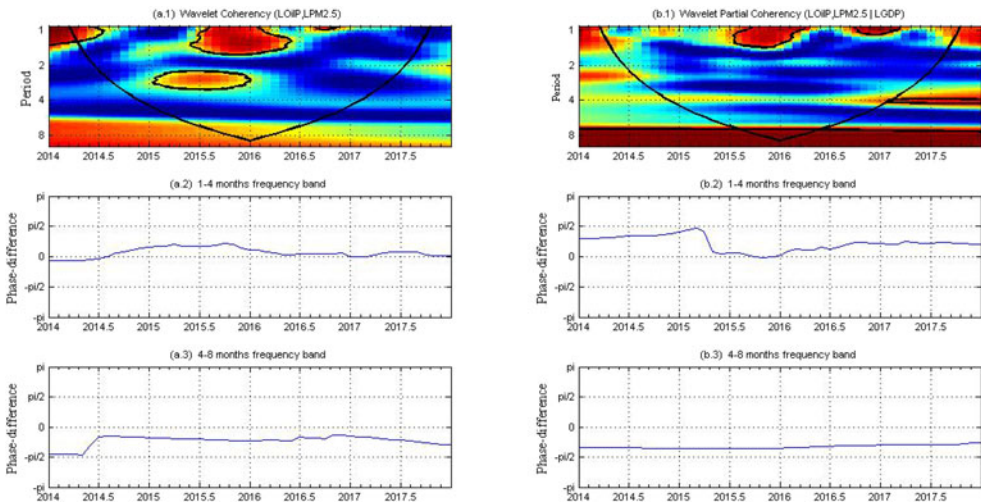 (a.1) Wavelet Coherency (LOilP,LPM2.5)
Period
1
2
4
8
2014 2014.5 2015 2015.5 2016 2016.5 2017 2017.5
(b.1) Wavelet Partial Coherency (LOilP,LPM2.5 | LGDP)
Period
1
2
4
8
2014 2014.5 2015 2015.5 2016 2016.5 2017 2017.5
(a.2) 1-4 months frequency band
Phase-difference
pi
pi/2
0
-pi/2
-pi
2014 2014.5 2015 2015.5 2016 2016.5 2017 2017.5
(b.2) 1-4 months frequency band
Phase-difference
pi
pi/2
0
-pi/2
-pi
2014 2014.5 2015 2015.5 2016 2016.5 2017 2017.5
(a.3) 4-8 months frequency band
Phase-difference
pi
pi/2
0
-pi/2
-pi
2014 2014.5 2015 2015.5 2016 2016.5 2017 2017.5
(b.3) 4-8 months frequency band
Phase-difference
pi
pi/2
0
-pi/2
-pi
2014 2014.5 2015 2015.5 2016 2016.5 2017 2017.5